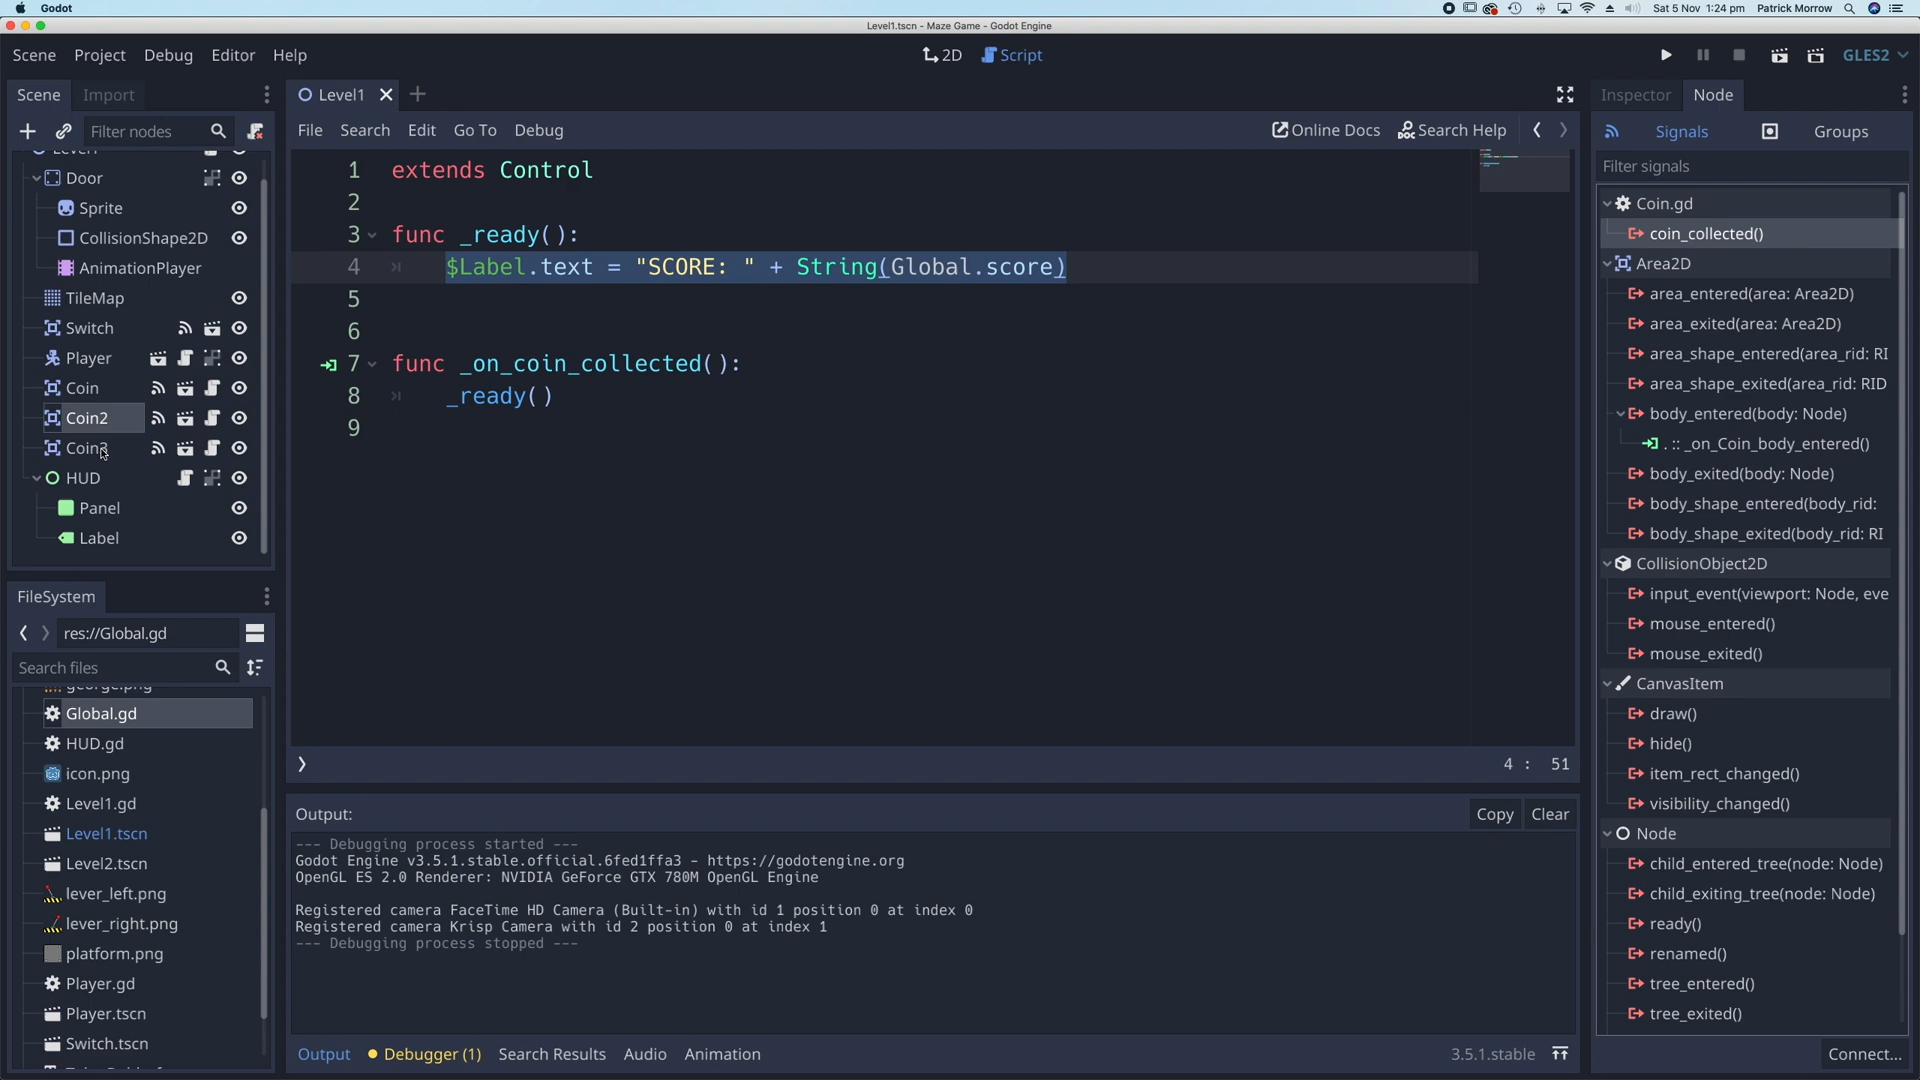 Godot
Sat 5 Nov 1:24 pm
Patrick Morrow
Level1.tscn - Maze Game - Godot Engine
Scene Project Debug Editor Help
2D Script
GLES2
Scene Import
Filter nodes
Door
Sprite
CollisionShape2D
AnimationPlayer
TileMap
Switch
Player
Coin
Coin2
Coin3
HUD
Panel
Label
FileSystem
res://Global.gd
Search files
george.png
Global.gd
HUD.gd
icon.png
Level1.gd
Level1.tscn
Level2.tscn
lever_left.png
lever_right.png
platform.png
Player.gd
Player.tscn
Switch.tscn
Level1
File Search Edit Go To Debug
Online Docs Search Help
1 extends Control
2
3 func _ready():
4 $Label.text = "SCORE: " + String(Global.score)
5
6
7 func _on_coin_collected():
8 _ready()
9
4 : 51
Output:
Copy Clear
--- Debugging process started ---
Godot Engine v3.5.1.stable.official.6fed1ffa3 - https://godotengine.org
OpenGL ES 2.0 Renderer: NVIDIA GeForce GTX 780M OpenGL Engine
Registered camera FaceTime HD Camera (Built-in) with id 1 position 0 at index 0
Registered camera Krisp Camera with id 2 position 0 at index 1
--- Debugging process stopped ---
Output Debugger (1) Search Results Audio Animation
3.5.1.stable
Inspector Node
Signals Groups
Filter signals
Coin.gd
coin_collected()
Area2D
area_entered(area: Area2D)
area_exited(area: Area2D)
area_shape_entered(area_rid: RI
area_shape_exited(area_rid: RID
body_entered(body: Node)
. :: _on_Coin_body_entered()
body_exited(body: Node)
body_shape_entered(body_rid:
body_shape_exited(body_rid: RI
CollisionObject2D
input_event(viewport: Node, eve
mouse_entered()
mouse_exited()
CanvasItem
draw()
hide()
item_rect_changed()
visibility_changed()
Node
child_entered_tree(node: Node)
child_exiting_tree(node: Node)
ready()
renamed()
tree_entered()
tree_exited()
Connect...